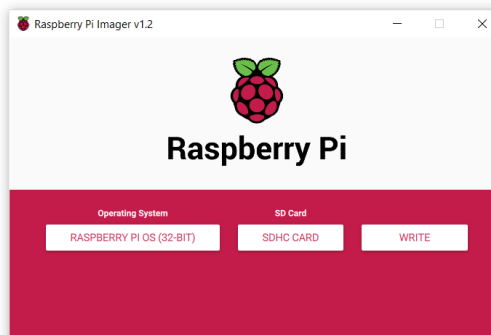 Raspberry Pi Imager v1.2
Raspberry Pi
Operating System
SD Card
RASPBERRY PI OS (32-BIT)
SDHC CARD
WRITE